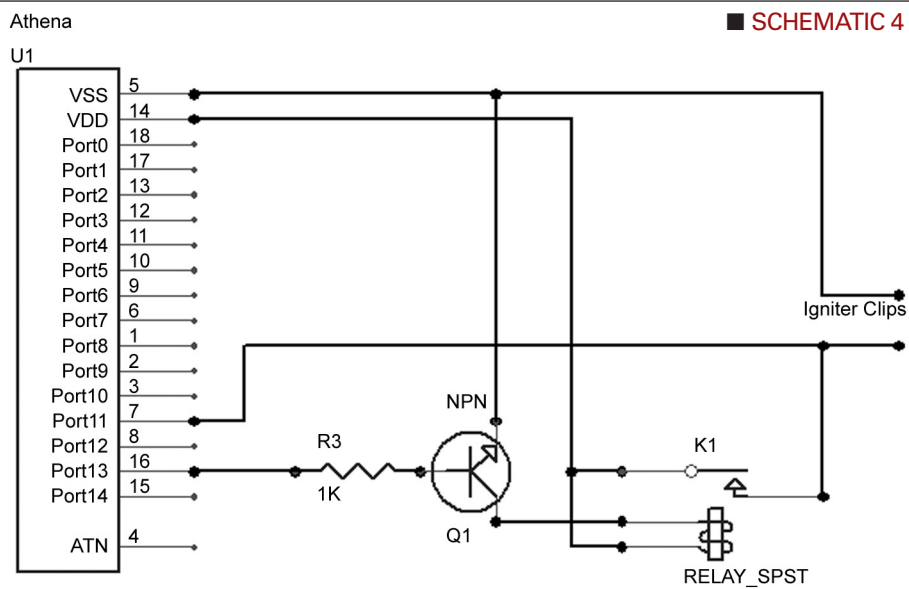 Athena
■ SCHEMATIC 4
U1
VSS 5
VDD 14
Port0 18
Port1 17
Port2 13
Port3 12
Port4 11
Port5 10
Port6 9
Port7 6
Port8 1
Port9 2
Port10 3
Port11 7
Port12 8
Port13 16
Port14 15
ATN 4
Igniter Clips
NPN
R3
1K
Q1
K1
RELAY_SPST